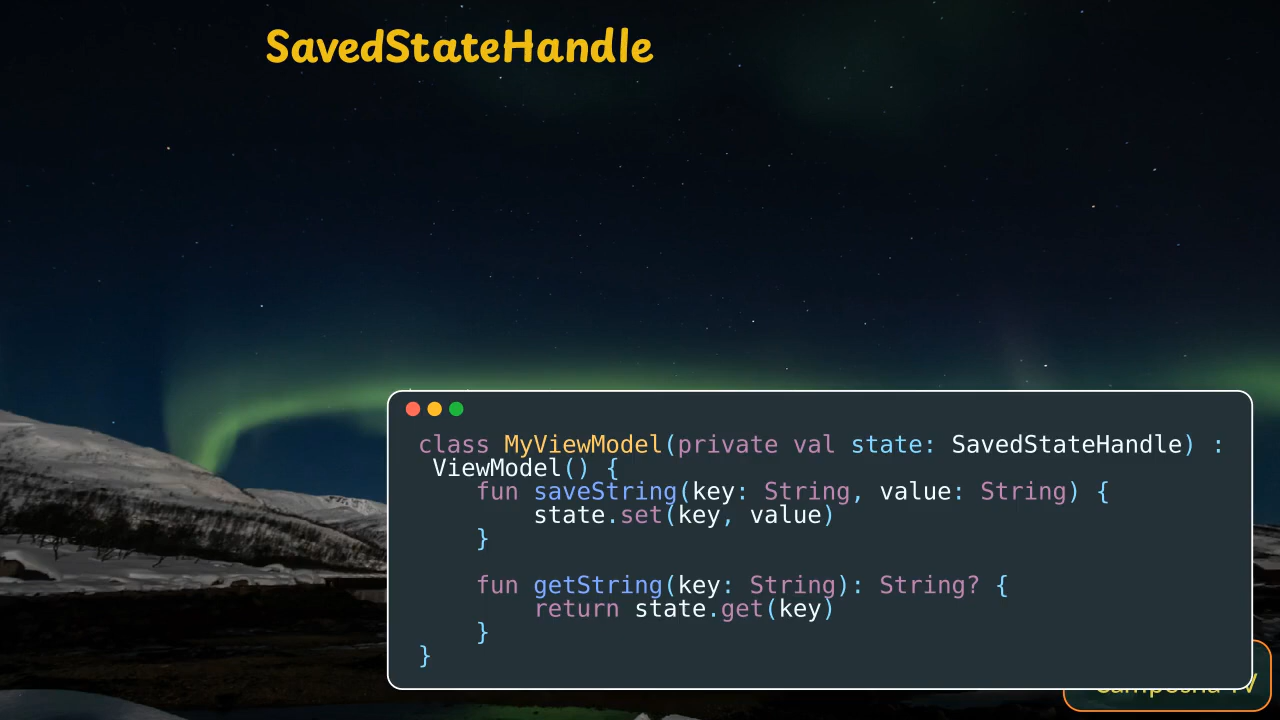 SavedStateHandle
class MyViewModel(private val state: SavedStateHandle) :
 ViewModel() {
    fun saveString(key: String, value: String) {
        state.set(key, value)
    }

    fun getString(key: String): String? {
        return state.get(key)
    }
}